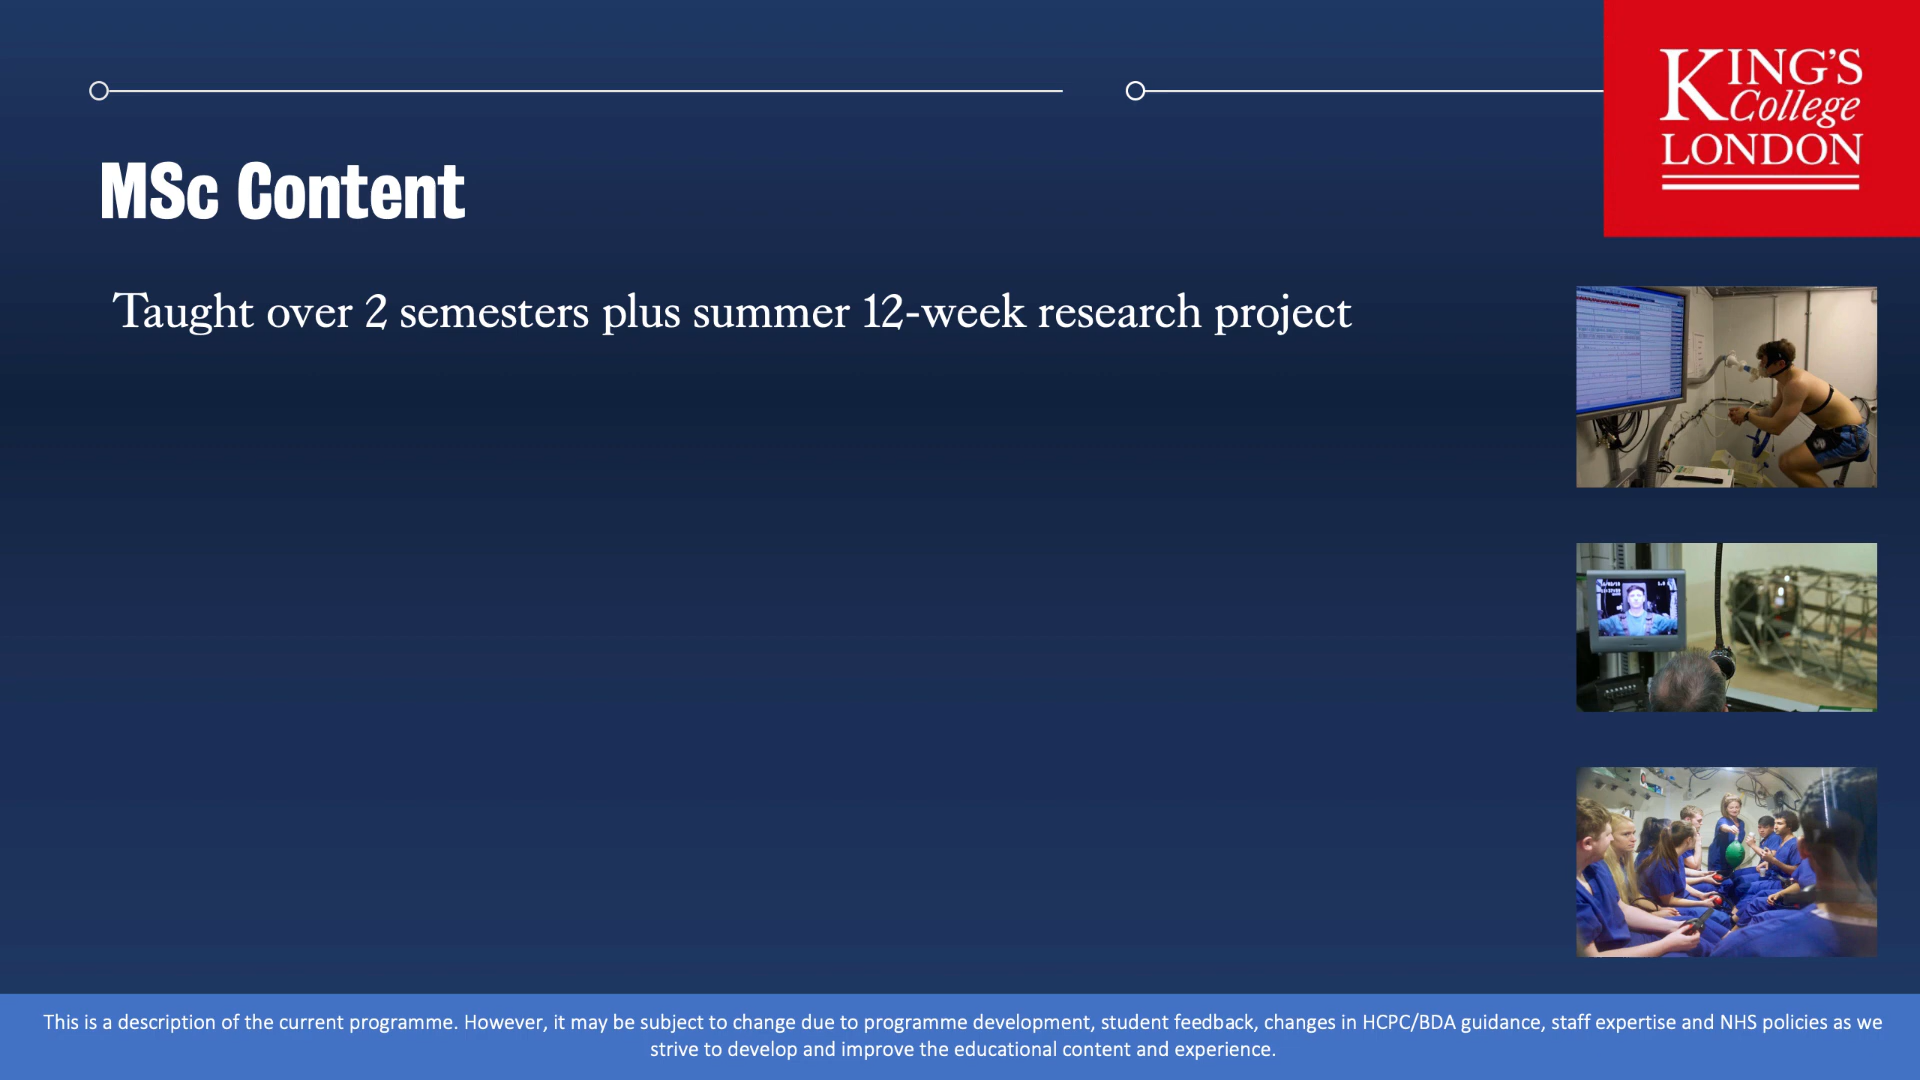 KING'S
College
LONDON
MSc Content
Taught over 2 semesters plus summer 12-week research project
This is a description of the current programme. However, it may be subject to change due to programme development, student feedback, changes in HCPC/BDA guidance, staff expertise and NHS policies as we
strive to develop and improve the educational content and experience.